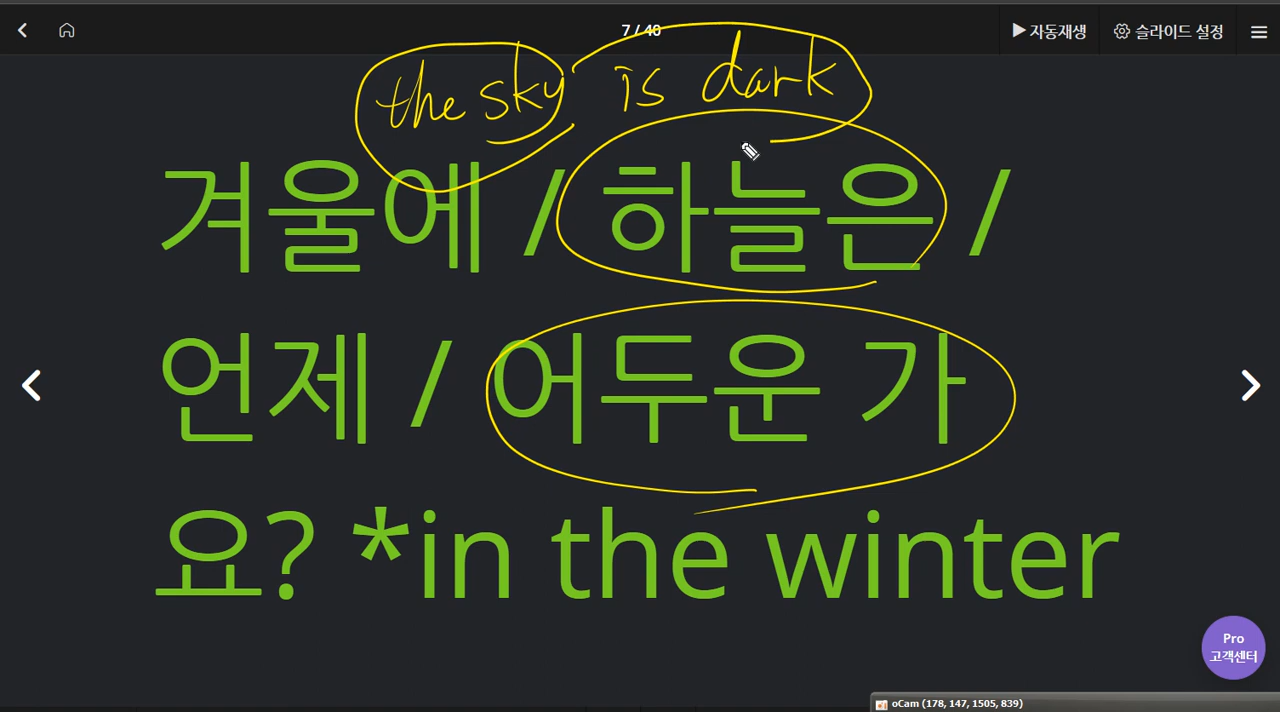 7 / 40
▶ 자동재생
슬라이드 설정
the sky is dark
겨울에 / 하늘은 /
언제 / 어두운 가
요? *in the winter
Pro
고객센터
oCam (178, 147, 1505, 839)